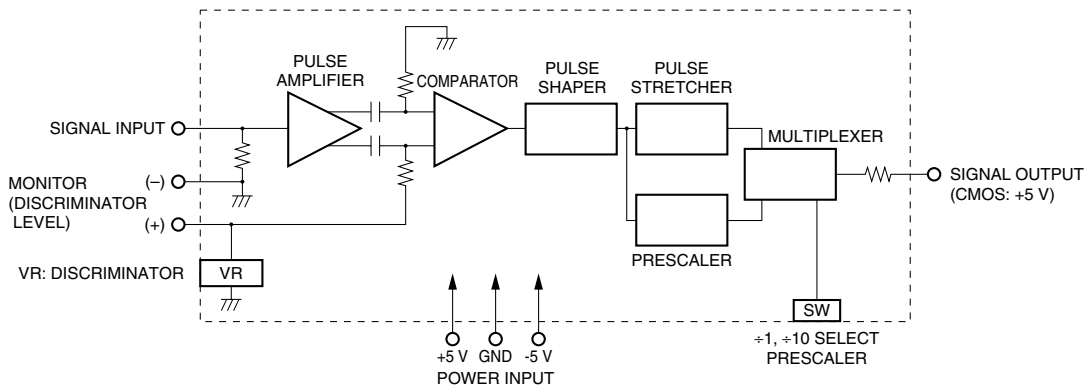 PULSE
AMPLIFIER
COMPARATOR
PULSE
SHAPER
PULSE
STRETCHER
MULTIPLEXER
SIGNAL INPUT
MONITOR
(DISCRIMINATOR
LEVEL)
(–)
(+)
SIGNAL OUTPUT
(CMOS: +5 V)
PRESCALER
VR: DISCRIMINATOR
VR
SW
÷1, ÷10 SELECT
PRESCALER
+5 V
GND
-5 V
POWER INPUT